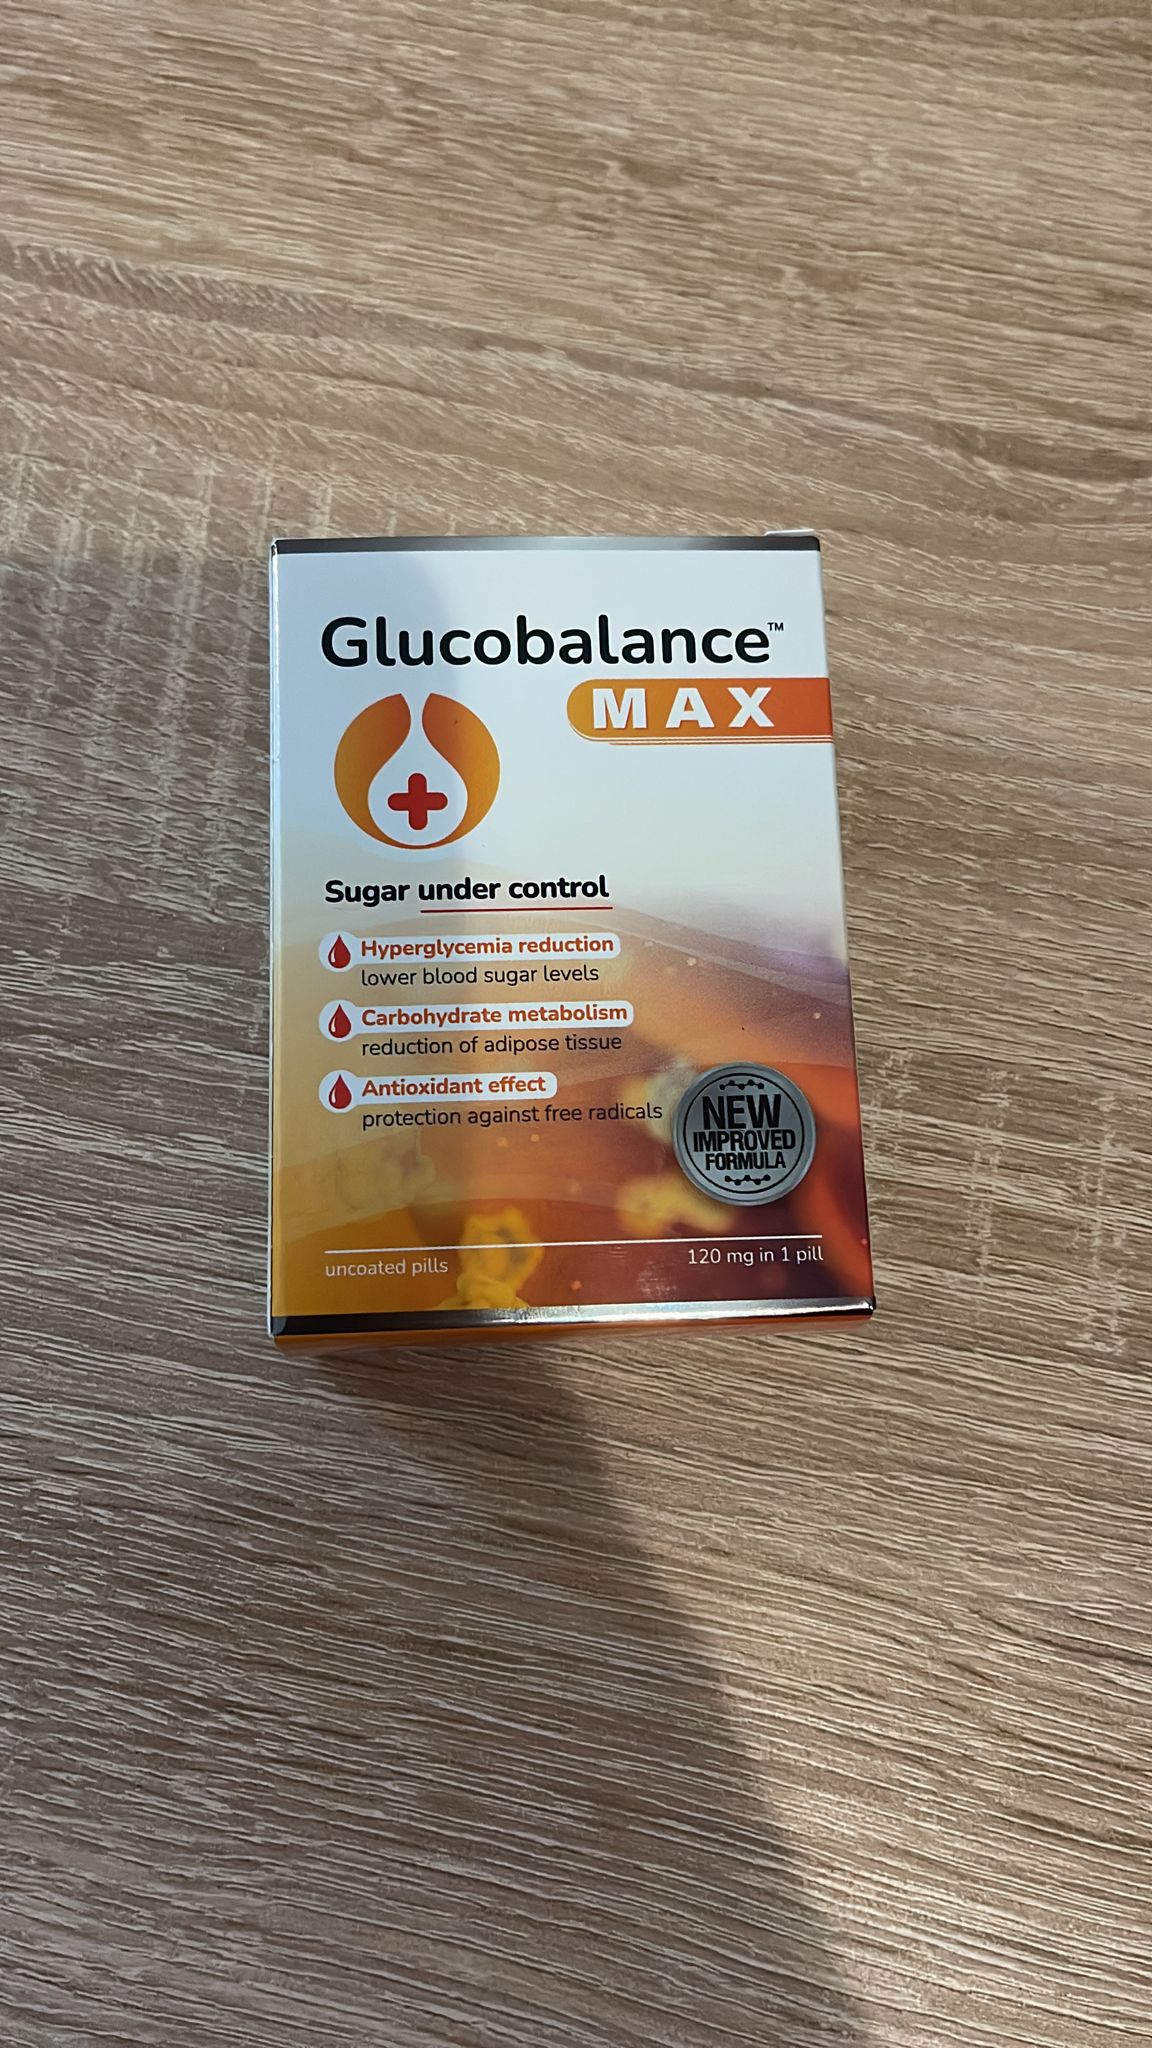 Glucobalance™
MAX
Sugar under control
Hyperglycemia reduction
lower blood sugar levels
Carbohydrate metabolism
reduction of adipose tissue
Antioxidant effect
protection against free radicals
NEW
IMPROVED
FORMULA
uncoated pills
120 mg in 1 pill